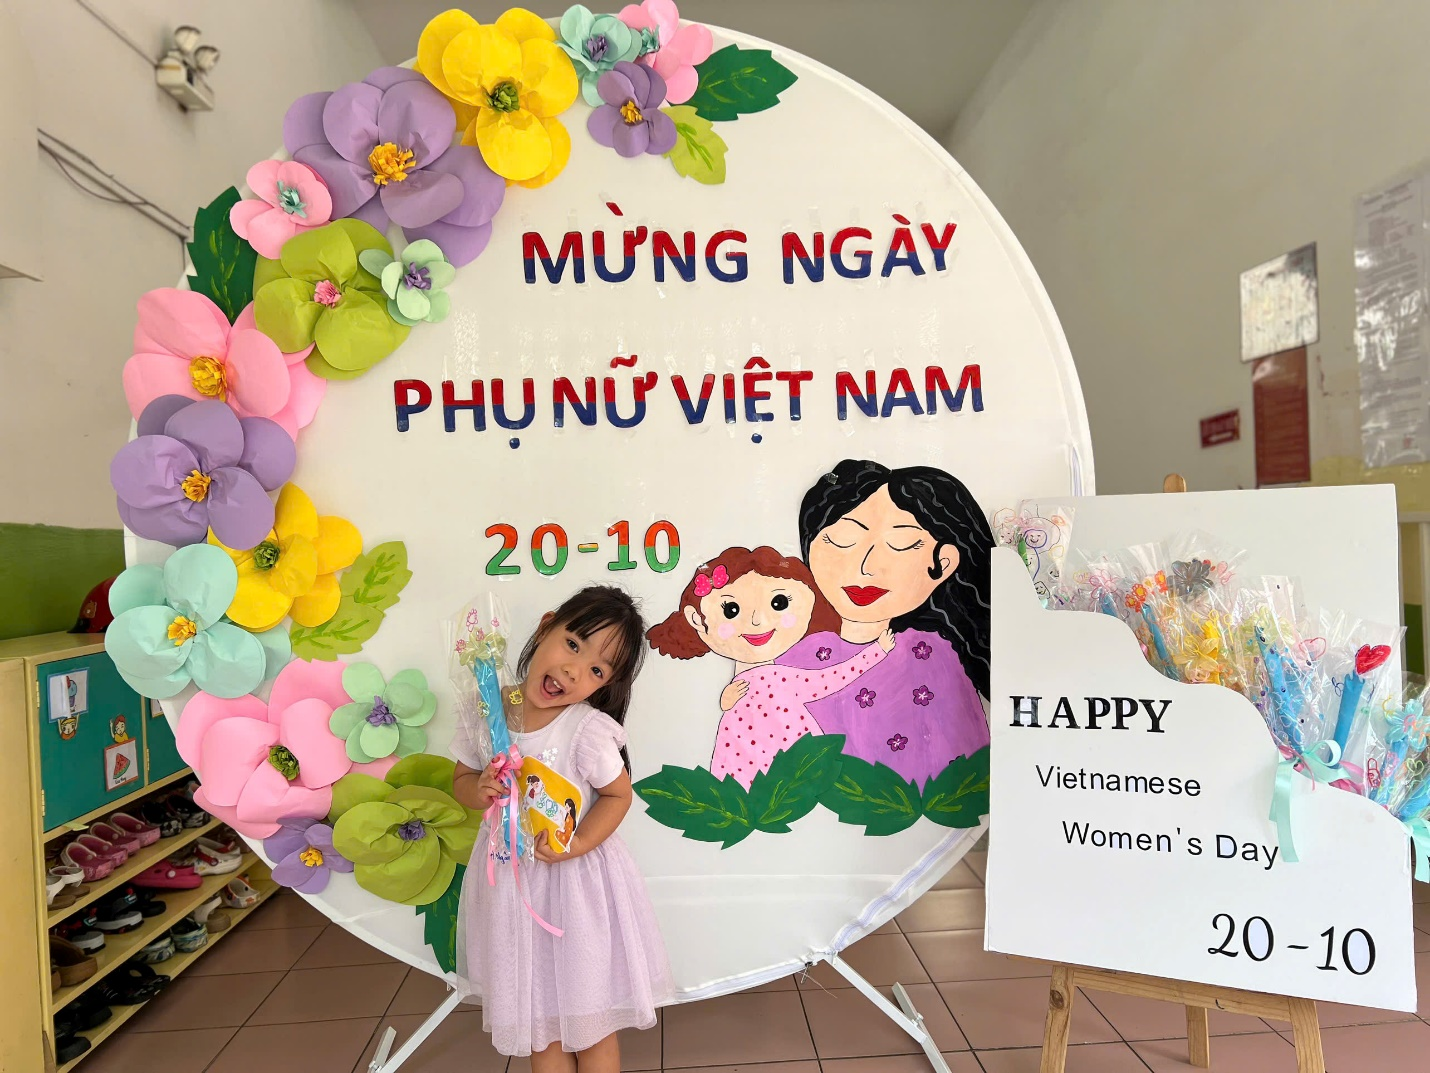 MỪNG NGÀY
PHỤ NỮ VIỆT NAM
20-10
HAPPY
Vietnamese
Women's Day
20-10